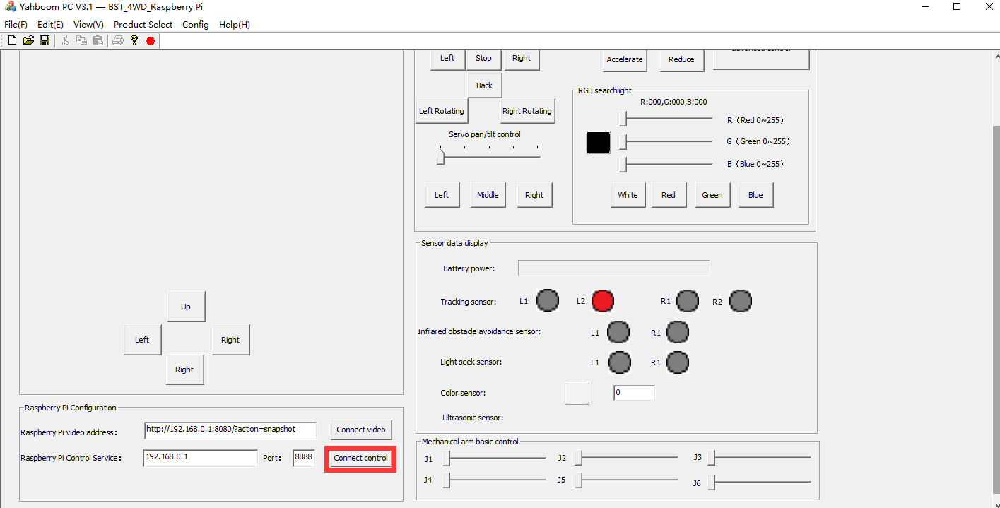 Yahboom PC V3.1 — BST_4WD_Raspberry Pi
File(F) Edit(E) View(V) Product Select Config Help(H)
Left Stop Right
Back
Left Rotating Right Rotating
Servo pan/tilt control
Left Middle Right
Accelerate Reduce
RGB searchlight
R:000,G:000,B:000
R（Red 0~255）
G（Green 0~255）
B（Blue 0~255）
White Red Green Blue
Up
Left Right
Right
Sensor data display
Battery power:
Tracking sensor: L1 L2 R1 R2
Infrared obstacle avoidance sensor: L1 R1
Light seek sensor: L1 R1
Color sensor: 0
Ultrasonic sensor:
Raspberry Pi Configuration
Raspberry Pi video address: http://192.168.0.1:8080/?action=snapshot Connect video
Raspberry Pi Control Service: 192.168.0.1 Port: 8888 Connect control
Mechanical arm basic control
J1 J2 J3
J4 J5 J6